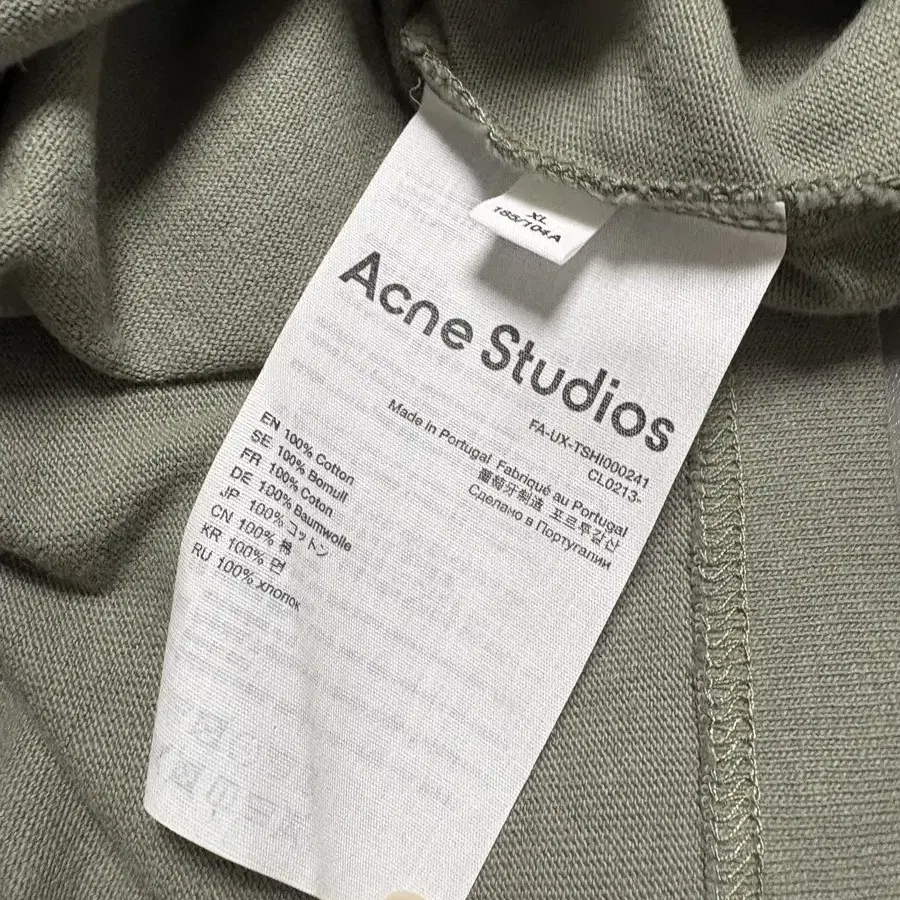 XL
185/104A
Acne Studios
FA-UX-TSHI000241
CL0213-
Made in Portugal Fabriqué au Portugal
葡萄牙制造 포르투갈산
Сделано в Португалии
EN 100% Cotton
SE 100% Bomull
FR 100% Coton
DE 100% Baumwolle
JP 100% コットン
CN 100% 棉
KR 100% 면
RU 100% хлопок